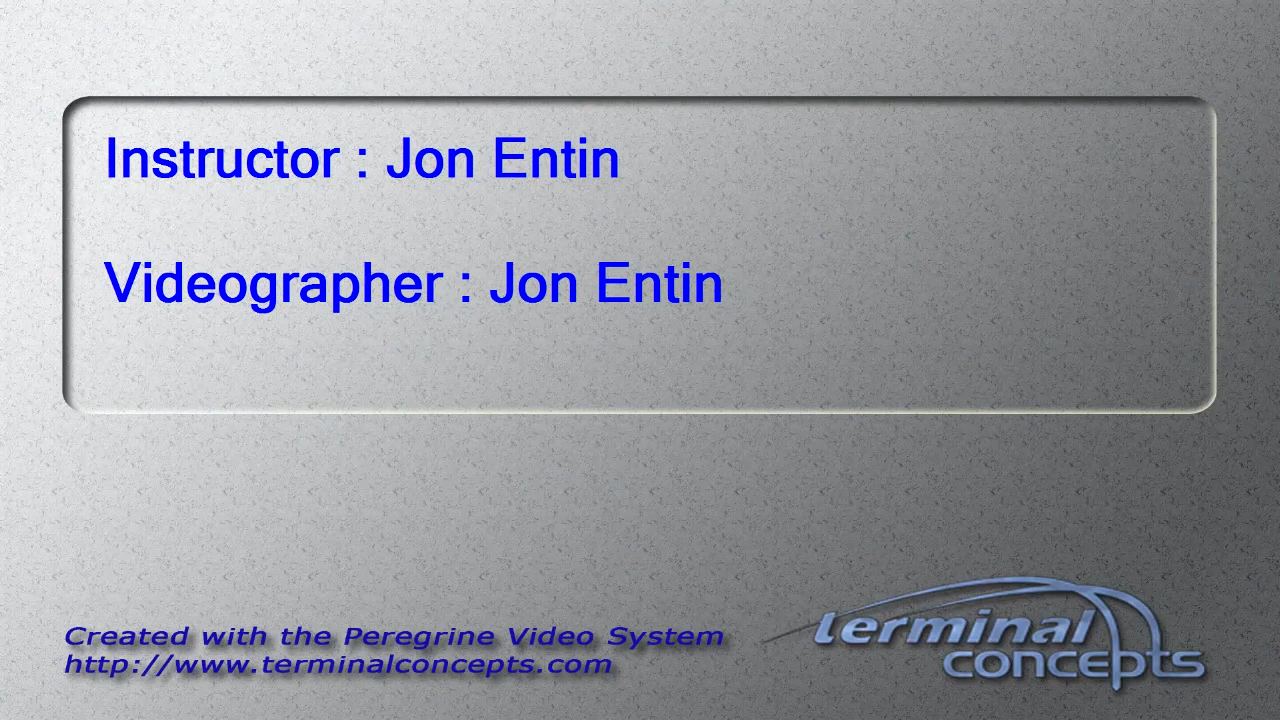 Instructor : Jon Entin
Videographer : Jon Entin
Created with the Peregrine Video System
http://www.terminalconcepts.com
terminal
concepts